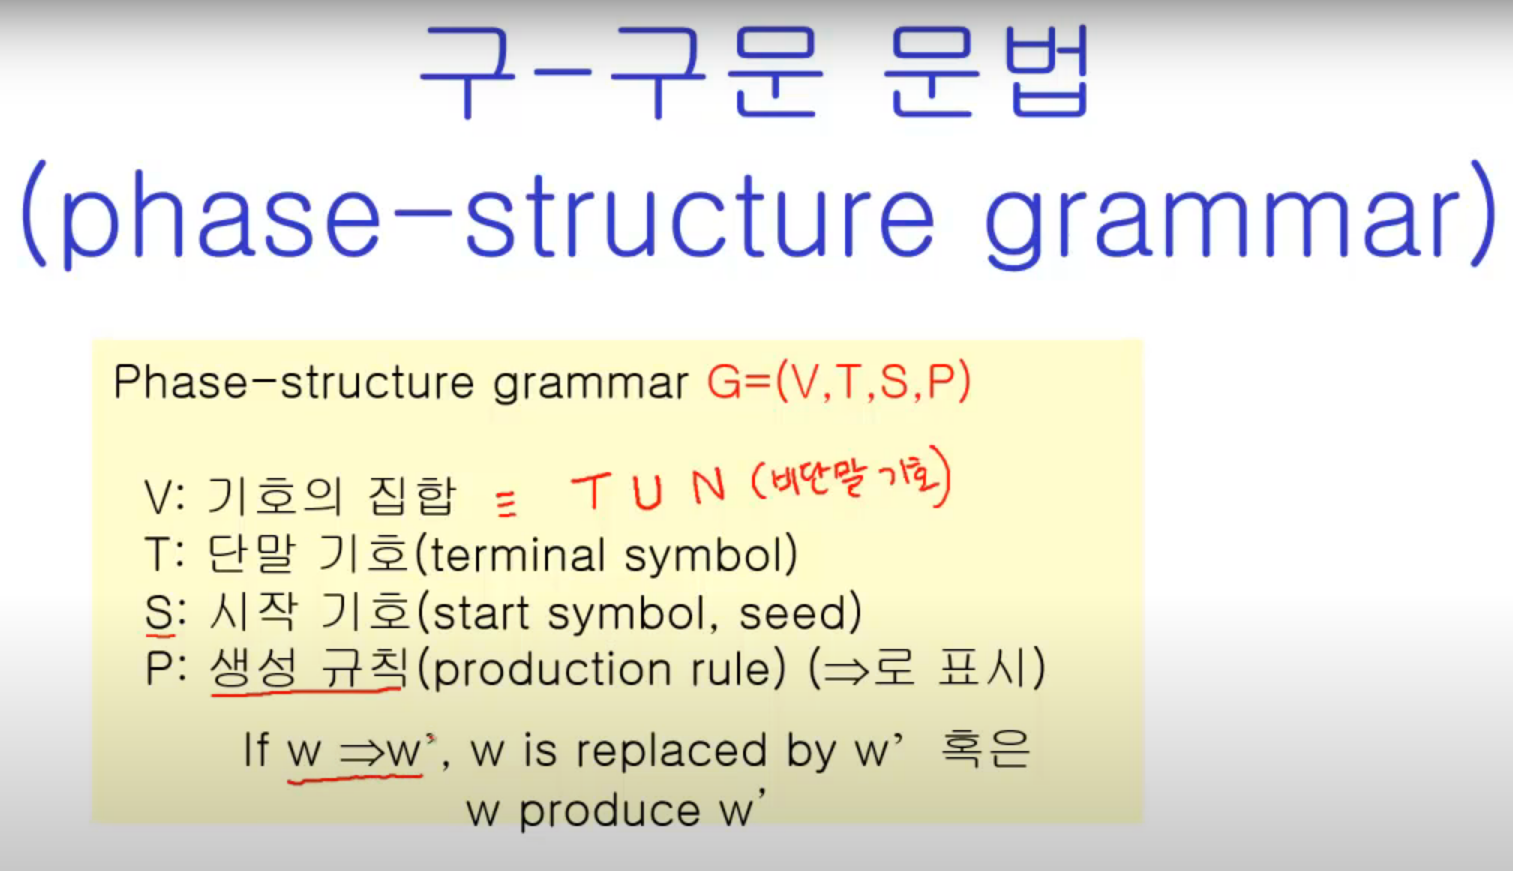 구-구문 문법
(phase-structure grammar)
Phase-structure grammar G=(V,T,S,P)
V: 기호의 집합 ≡ T U N (비단말 기호)
T: 단말 기호(terminal symbol)
S: 시작 기호(start symbol, seed)
P: 생성 규칙(production rule) (⇒로 표시)
If w ⇒w’, w is replaced by w’ 혹은
w produce w’